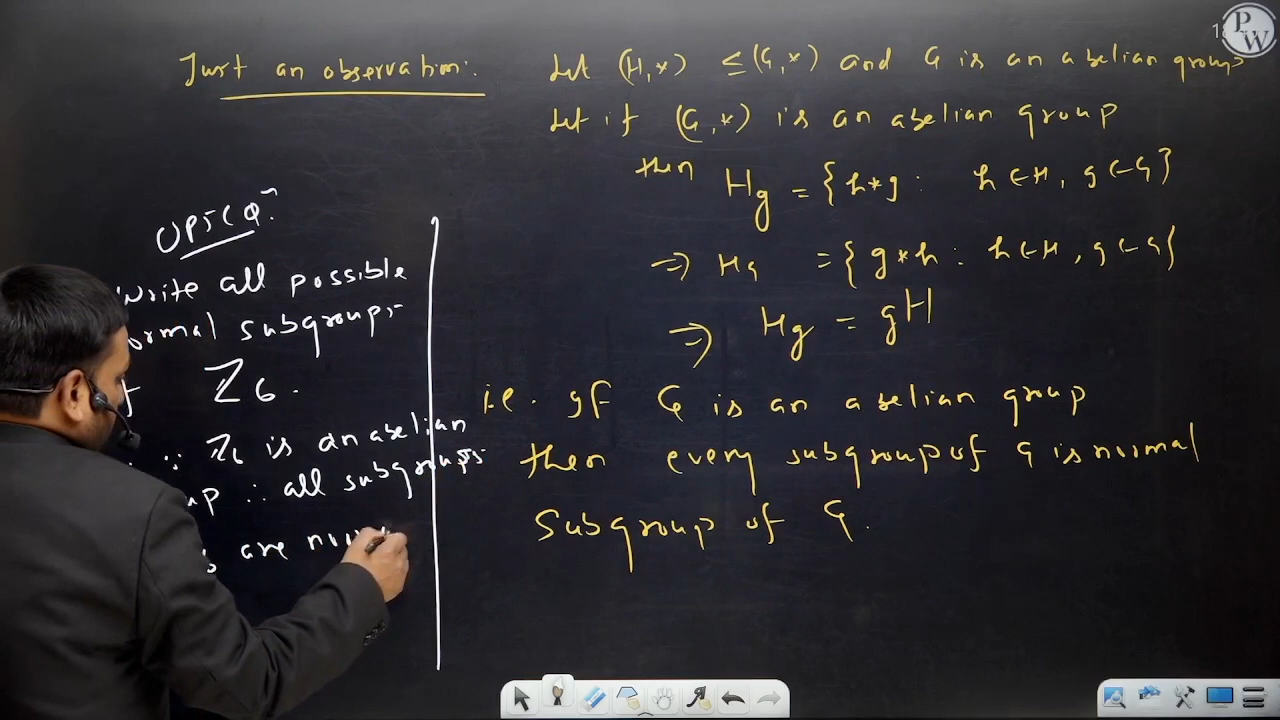 Just an observation:
Let (H,*) ≤ (G,*) and G is an abelian group
Let if (G,*) is an abelian group
then Hg = {h*g : h∈H, g∈G}
⇒ Hg = {g*h : h∈H, g∈G}
⇒ Hg = gH
i.e. If G is an abelian group
then every subgroup of G is normal
Subgroup of G.
UPSC Q:
Write all possible
ormal subgroups
f Z6.
∵ Z6 is an abelian
up ∴ all subgroups
are nor
PW